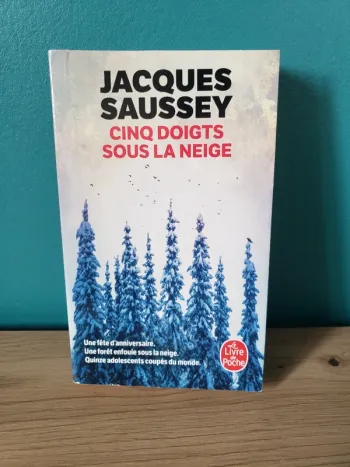 JACQUES
SAUSSEY
CINQ DOIGTS
SOUS LA NEIGE
Une fête d'anniversaire.
Une forêt enfouie sous la neige.
Quinze adolescents coupés du monde.
Le
Livre
de
Poche